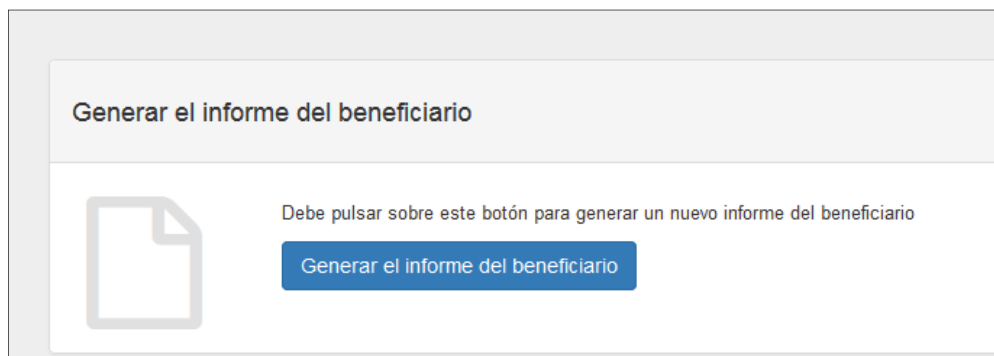 Generar el informe del beneficiario
Debe pulsar sobre este botón para generar un nuevo informe del beneficiario
Generar el informe del beneficiario